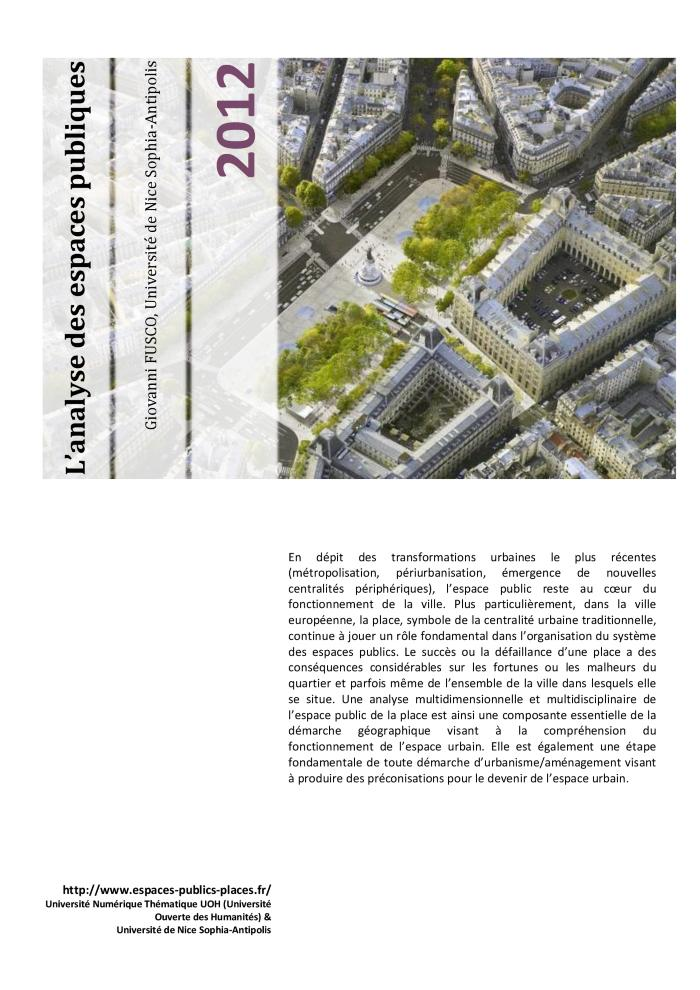 L’analyse des espaces publiques
Giovanni FUSCO, Université de Nice Sophia-Antipolis
2012
En dépit des transformations urbaines le plus récentes
(métropolisation, périurbanisation, émergence de nouvelles
centralités périphériques), l’espace public reste au cœur du
fonctionnement de la ville. Plus particulièrement, dans la ville
européenne, la place, symbole de la centralité urbaine traditionnelle,
continue à jouer un rôle fondamental dans l’organisation du système
des espaces publics. Le succès ou la défaillance d’une place a des
conséquences considérables sur les fortunes ou les malheurs du
quartier et parfois même de l’ensemble de la ville dans lesquels elle
se situe. Une analyse multidimensionnelle et multidisciplinaire de
l’espace public de la place est ainsi une composante essentielle de la
démarche géographique visant à la compréhension du
fonctionnement de l’espace urbain. Elle est également une étape
fondamentale de toute démarche d’urbanisme/aménagement visant
à produire des préconisations pour le devenir de l’espace urbain.
http://www.espaces-publics-places.fr/
Université Numérique Thématique UOH (Université
Ouverte des Humanités) &
Université de Nice Sophia-Antipolis